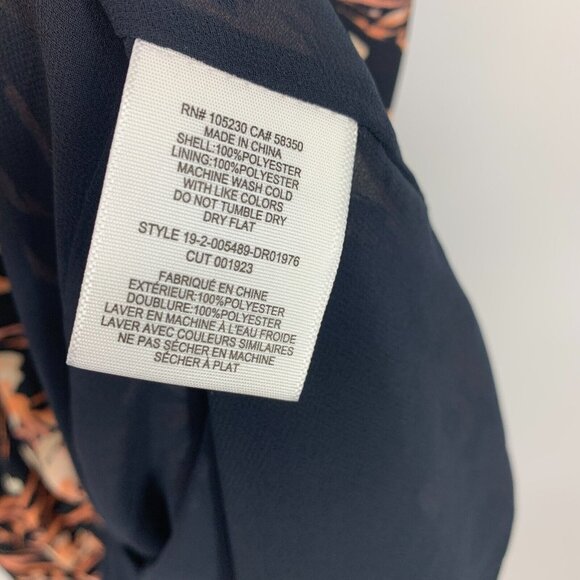 RN# 105230 CA# 58350
MADE IN CHINA
SHELL:100%POLYESTER
LINING:100%POLYESTER
MACHINE WASH COLD
WITH LIKE COLORS
DO NOT TUMBLE DRY
DRY FLAT
STYLE 19-2-005489-DR01976
CUT 001923
FABRIQUÉ EN CHINE
EXTÉRIEUR:100%POLYESTER
DOUBLURE:100%POLYESTER
LAVER EN MACHINE À L'EAU FROIDE
LAVER AVEC COULEURS SIMILAIRES
NE PAS SÉCHER EN MACHINE
SÉCHER À PLAT